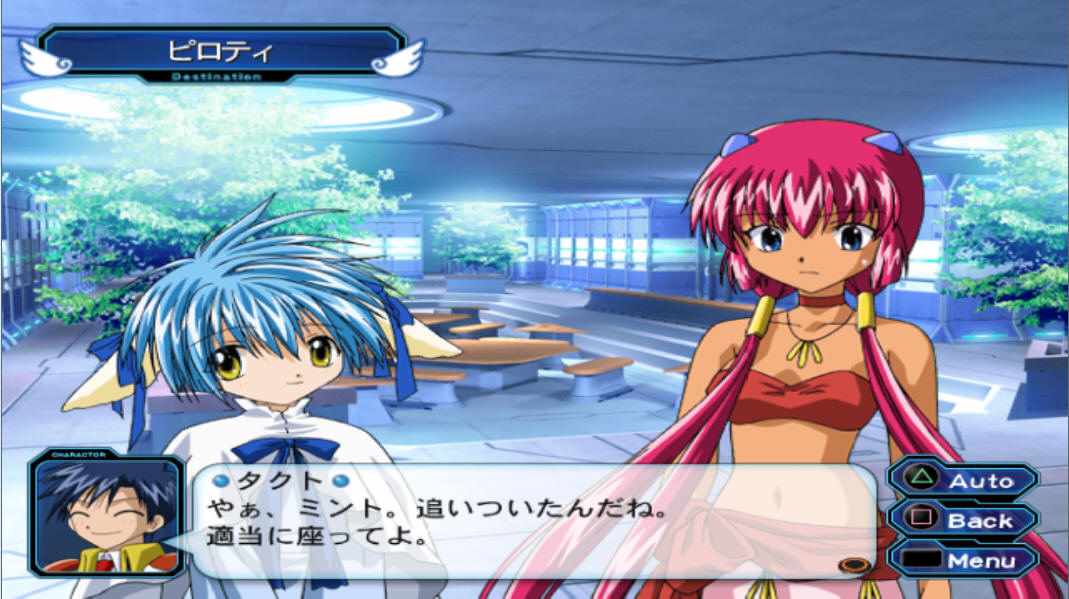 ピロティ
Destination
CHARACTOR
タクト
やぁ、ミント。追いついたんだね。
適当に座ってよ。
Auto
Back
Menu